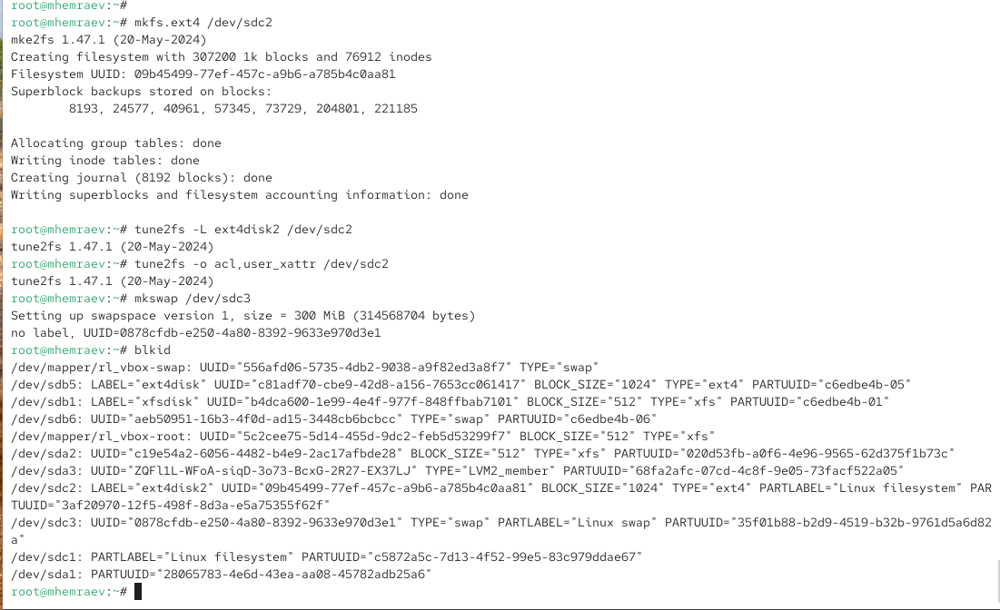 root@mhemraev:~#
root@mhemraev:~# mkfs.ext4 /dev/sdc2
mke2fs 1.47.1 (20-May-2024)
Creating filesystem with 307200 1k blocks and 76912 inodes
Filesystem UUID: 09b45499-77ef-457c-a9b6-a785b4c0aa81
Superblock backups stored on blocks:
        8193, 24577, 40961, 57345, 73729, 204801, 221185

Allocating group tables: done
Writing inode tables: done
Creating journal (8192 blocks): done
Writing superblocks and filesystem accounting information: done

root@mhemraev:~# tune2fs -L ext4disk2 /dev/sdc2
tune2fs 1.47.1 (20-May-2024)
root@mhemraev:~# tune2fs -o acl,user_xattr /dev/sdc2
tune2fs 1.47.1 (20-May-2024)
root@mhemraev:~# mkswap /dev/sdc3
Setting up swapspace version 1, size = 300 MiB (314568704 bytes)
no label, UUID=0878cfdb-e250-4a80-8392-9633e970d3e1
root@mhemraev:~# blkid
/dev/mapper/rl_vbox-swap: UUID="556afd06-5735-4db2-9038-a9f82ed3a8f7" TYPE="swap"
/dev/sdb5: LABEL="ext4disk" UUID="c81adf70-cbe9-42d8-a156-7653cc061417" BLOCK_SIZE="1024" TYPE="ext4" PARTUUID="c6edbe4b-05"
/dev/sdb1: LABEL="xfsdisk" UUID="b4dca600-1e99-4e4f-977f-848ffbab7101" BLOCK_SIZE="512" TYPE="xfs" PARTUUID="c6edbe4b-01"
/dev/sdb6: UUID="aeb50951-16b3-4f0d-ad15-3448cb6bcbcc" TYPE="swap" PARTUUID="c6edbe4b-06"
/dev/mapper/rl_vbox-root: UUID="5c2cee75-5d14-455d-9dc2-feb5d53299f7" BLOCK_SIZE="512" TYPE="xfs"
/dev/sda2: UUID="c19e54a2-6056-4482-b4e9-2ac17afbde28" BLOCK_SIZE="512" TYPE="xfs" PARTUUID="020d53fb-a0f6-4e96-9565-62d375f1b73c"
/dev/sda3: UUID="ZQFl1L-WFoA-siqD-3o73-BcxG-2R27-EX37LJ" TYPE="LVM2_member" PARTUUID="68fa2afc-07cd-4c8f-9e05-73facf522a05"
/dev/sdc2: LABEL="ext4disk2" UUID="09b45499-77ef-457c-a9b6-a785b4c0aa81" BLOCK_SIZE="1024" TYPE="ext4" PARTLABEL="Linux filesystem" PAR
TUUID="3af20970-12f5-498f-8d3a-e5a75355f62f"
/dev/sdc3: UUID="0878cfdb-e250-4a80-8392-9633e970d3e1" TYPE="swap" PARTLABEL="Linux swap" PARTUUID="35f01b88-b2d9-4519-b32b-9761d5a6d82
a"
/dev/sdc1: PARTLABEL="Linux filesystem" PARTUUID="c5872a5c-7d13-4f52-99e5-83c979ddae67"
/dev/sda1: PARTUUID="28065783-4e6d-43ea-aa08-45782adb25a6"
root@mhemraev:~#